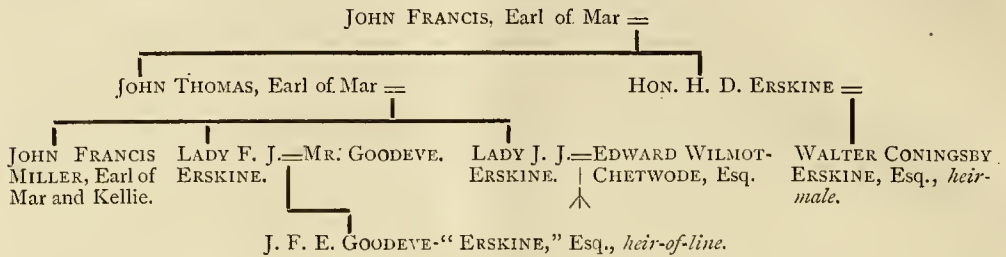 JOHN FRANCIS, Earl of Mar =
JOHN THOMAS, Earl of Mar = HON. H. D. ERSKINE =
JOHN FRANCIS LADY F. J.=MR. GOODEVE. LADY J. J.=EDWARD WILMOT- WALTER CONINGSBY
MILLER, Earl of ERSKINE. ERSKINE. CHETWODE, Esq. ERSKINE, Esq., heir-
Mar and Kellie. male.
J. F. E. GOODEVE-“ ERSKINE,” Esq., heir-of-line.